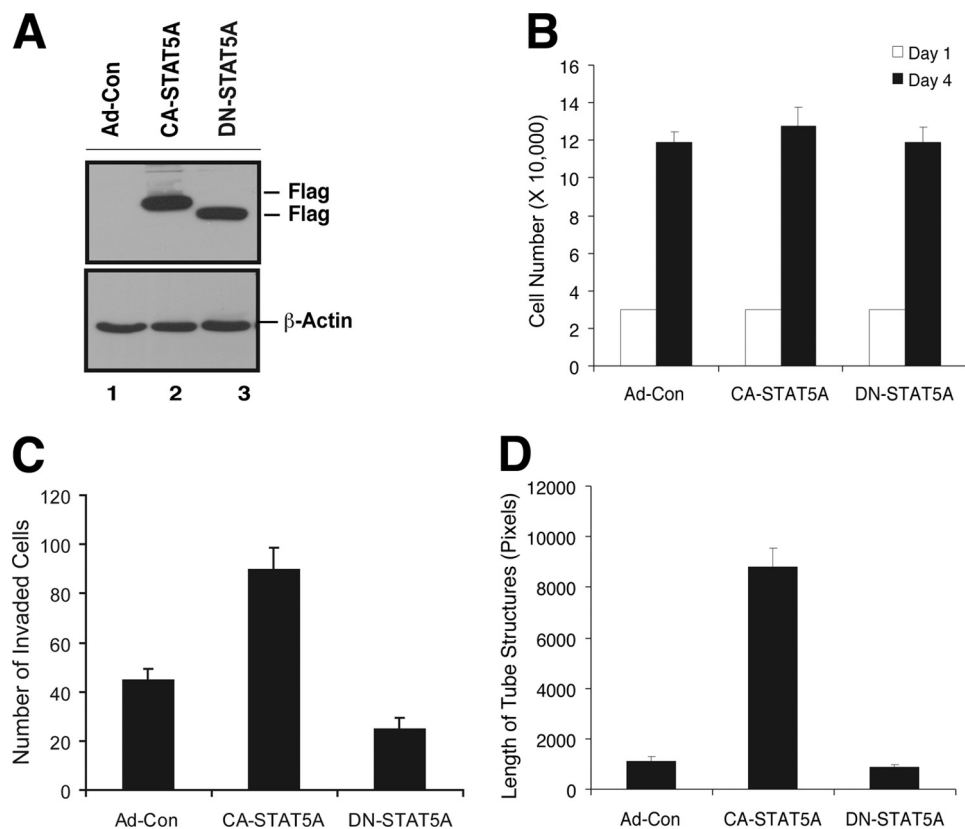 A
Ad-Con
CA-STAT5A
DN-STAT5A
Flag
Flag
β-Actin
1 2 3
B
Day 1
Day 4
Cell Number (X 10,000)
16
14
12
10
8
6
4
2
0
Ad-Con CA-STAT5A DN-STAT5A
C
Number of Invaded Cells
120
100
80
60
40
20
0
Ad-Con CA-STAT5A DN-STAT5A
D
Length of Tube Structures (Pixels)
12000
10000
8000
6000
4000
2000
0
Ad-Con CA-STAT5A DN-STAT5A